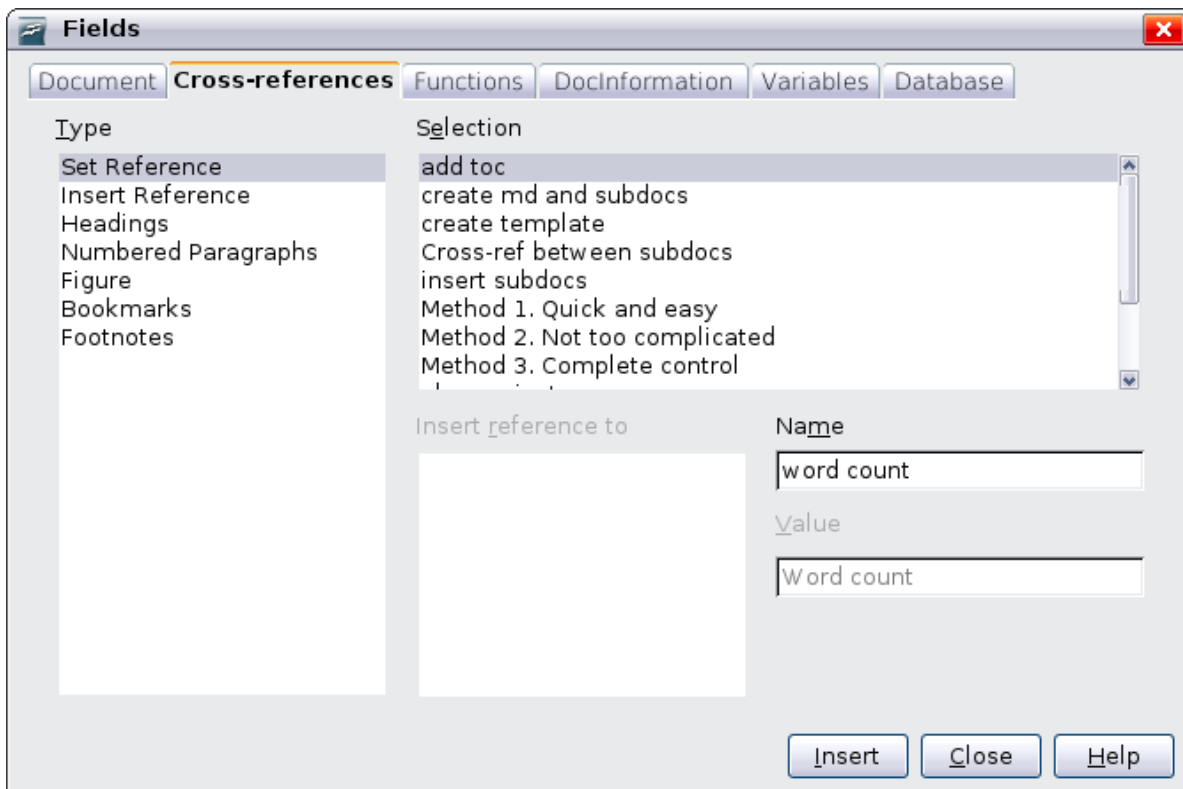 Fields
Document Cross-references Functions DocInformation Variables Database
Type
Set Reference
Insert Reference
Headings
Numbered Paragraphs
Figure
Bookmarks
Footnotes
Selection
add toc
create md and subdocs
create template
Cross-ref between subdocs
insert subdocs
Method 1. Quick and easy
Method 2. Not too complicated
Method 3. Complete control
Insert reference to
Name
word count
Value
Word count
Insert Close Help